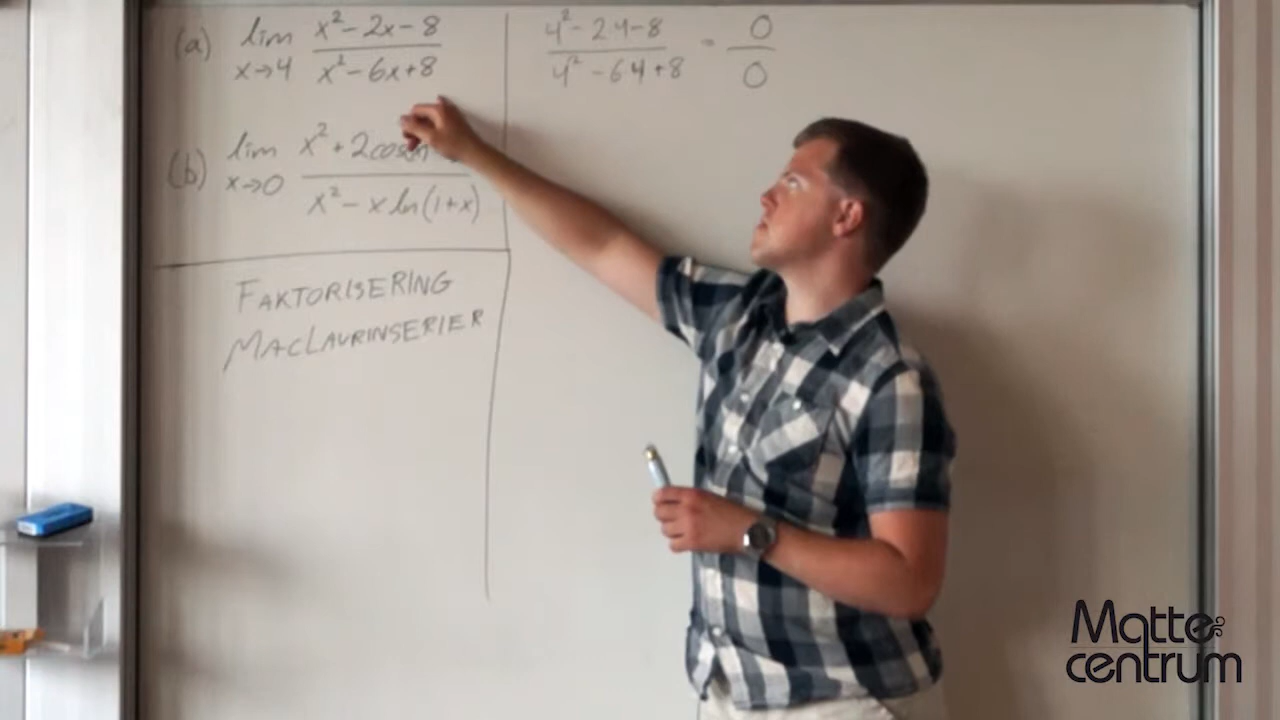 (a) lim x→4 x² - 2x - 8 / x² - 6x + 8
(b) lim x→0 x² + 2cos / x² - x ln(1+x)
FAKTORISERING
MACLAURINSERIER
4² - 2·4 - 8 / 4² - 6·4 + 8 = 0 / 0
Matte
centrum